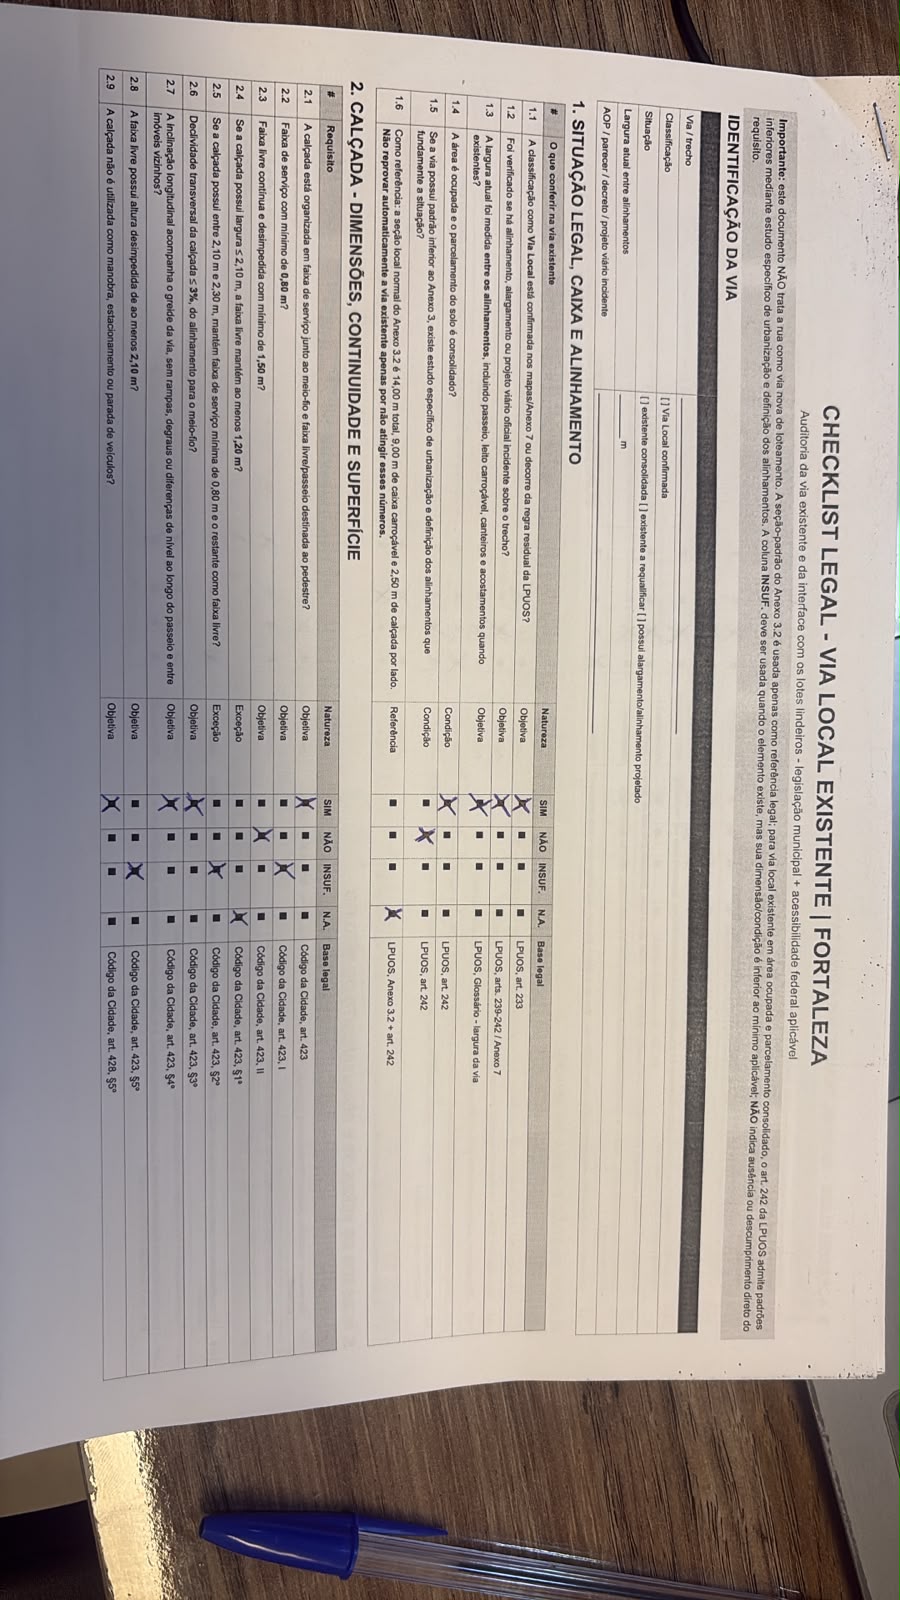 CHECKLIST LEGAL - VIA LOCAL EXISTENTE | FORTALEZA
Auditoria da via existente e da interface com os lotes lindeiros - legislação municipal + acessibilidade federal aplicável
Importante: este documento NÃO trata a rua como via nova de loteamento. A seção-padrão do Anexo 3.2 é usada apenas como referência legal; para via local existente em área ocupada e parcelamento consolidado, o art. 242 da LPUOS admite padrões
inferiores mediante estudo específico de urbanização e definição dos alinhamentos. A coluna INSUF. deve ser usada quando o elemento existe, mas sua dimensão/condição é inferior ao mínimo aplicável; NÃO indica ausência ou descumprimento direto do
requisito.
IDENTIFICAÇÃO DA VIA
Via / trecho
Classificação [ ] Via Local confirmada
Situação [ ] existente consolidada [ ] existente a requalificar [ ] possui alargamento/alinhamento projetado
Largura atual entre alinhamentos ______ m
AOP / parecer / decreto / projeto viário incidente
1. SITUAÇÃO LEGAL, CAIXA E ALINHAMENTO
# O que conferir na via existente Natureza SIM NÃO INSUF. N.A. Base legal
1.1 A classificação como Via Local está confirmada nos mapas/Anexo 7 ou decorre da regra residual da LPUOS? Objetiva X ■ ■ ■ LPUOS, art. 233
1.2 Foi verificado se há alinhamento, alargamento ou projeto viário oficial incidente sobre o trecho? Objetiva X ■ ■ ■ LPUOS, arts. 239-242 / Anexo 7
1.3 A largura atual foi medida entre os alinhamentos, incluindo passeio, leito carroçável, canteiros e acostamentos quando
existentes? Objetiva X ■ ■ ■ LPUOS, Glossário - largura da via
1.4 A área é ocupada e o parcelamento do solo é consolidado? Condição X ■ ■ ■ LPUOS, art. 242
1.5 Se a via possui padrão inferior ao Anexo 3, existe estudo específico de urbanização e definição dos alinhamentos que
fundamente a situação? Condição ■ X ■ ■ LPUOS, art. 242
1.6 Como referência: a seção local normal do Anexo 3.2 é 14,00 m total, 9,00 m de caixa carroçável e 2,50 m de calçada por lado.
Não reprovar automaticamente a via existente apenas por não atingir esses números. Referência ■ ■ ■ X LPUOS, Anexo 3.2 + art. 242
2. CALÇADA - DIMENSÕES, CONTINUIDADE E SUPERFÍCIE
# Requisito Natureza SIM NÃO INSUF. N.A. Base legal
2.1 A calçada está organizada em faixa de serviço junto ao meio-fio e faixa livre/passeio destinada ao pedestre? Objetiva X ■ ■ ■ Código da Cidade, art. 423
2.2 Faixa de serviço com mínimo de 0,80 m? Objetiva ■ ■ X ■ Código da Cidade, art. 423, I
2.3 Faixa livre contínua e desimpedida com mínimo de 1,50 m? Objetiva ■ X ■ ■ Código da Cidade, art. 423, II
2.4 Se a calçada possui largura ≤ 2,10 m, a faixa livre mantém ao menos 1,20 m? Exceção ■ ■ ■ X Código da Cidade, art. 423, §1º
2.5 Se a calçada possui entre 2,10 m e 2,30 m, mantém faixa de serviço mínima de 0,80 m e o restante como faixa livre? Exceção ■ ■ X ■ Código da Cidade, art. 423, §2º
2.6 Declividade transversal da calçada ≤ 3%, do alinhamento para o meio-fio? Objetiva X ■ ■ ■ Código da Cidade, art. 423, §3º
2.7 A inclinação longitudinal acompanha o greide da via, sem rampas, degraus ou diferenças de nível ao longo do passeio e entre
imóveis vizinhos? Objetiva X ■ ■ ■ Código da Cidade, art. 423, §4º
2.8 A faixa livre possui altura desimpedida de ao menos 2,10 m? Objetiva ■ ■ X ■ Código da Cidade, art. 423, §5º
2.9 A calçada não é utilizada como manobra, estacionamento ou parada de veículos? Objetiva X ■ ■ ■ Código da Cidade, art. 428, §5º